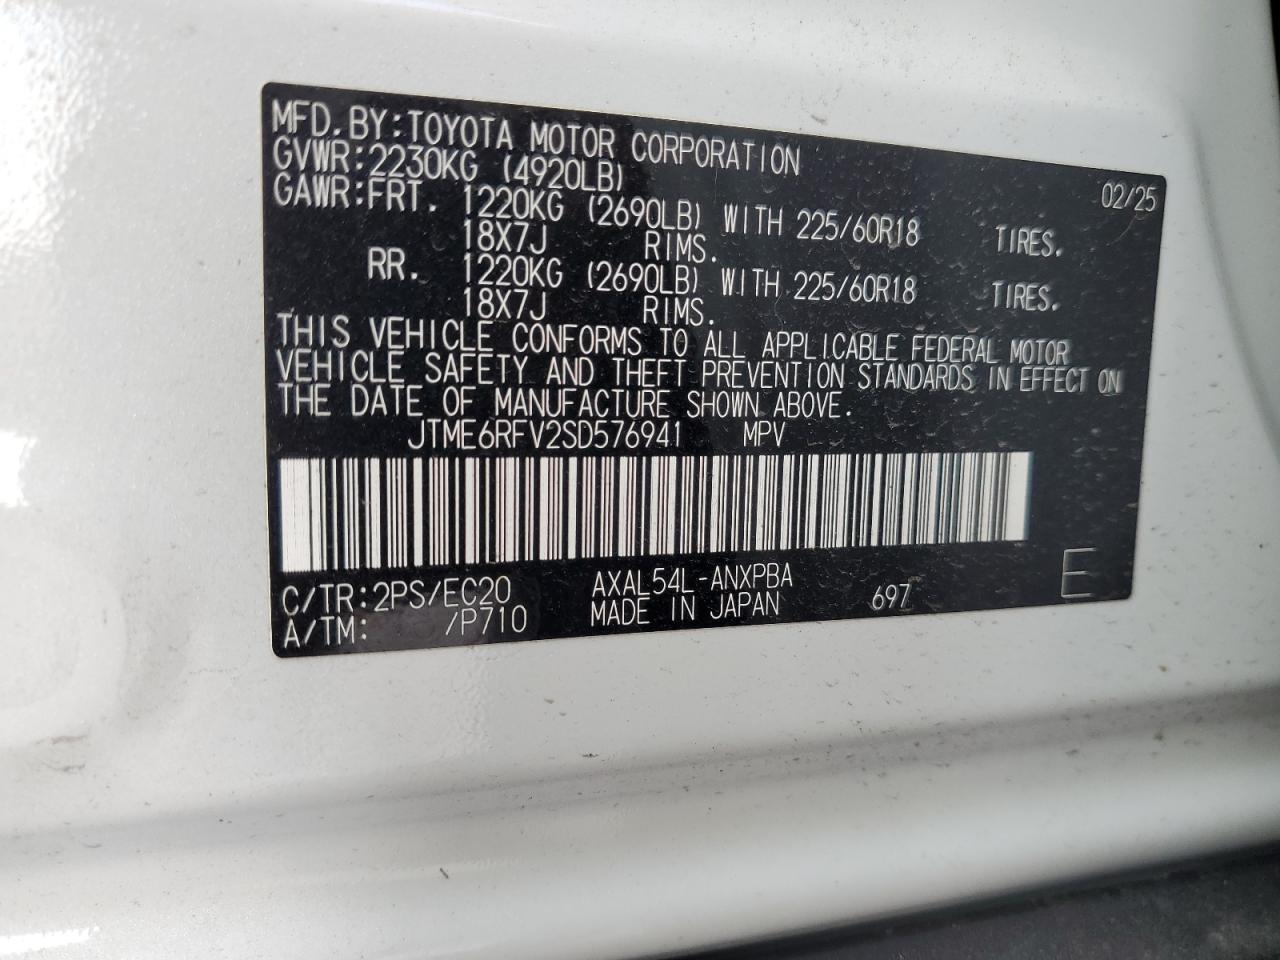 MFD.BY:TOYOTA MOTOR CORPORATION 02/25
GVWR:2230KG (4920LB)
GAWR:FRT. 1220KG (2690LB) WITH 225/60R18 TIRES.
18X7J RIMS.
RR. 1220KG (2690LB) WITH 225/60R18 TIRES.
18X7J RIMS.
THIS VEHICLE CONFORMS TO ALL APPLICABLE FEDERAL MOTOR
VEHICLE SAFETY AND THEFT PREVENTION STANDARDS IN EFFECT ON
THE DATE OF MANUFACTURE SHOWN ABOVE.
JTME6RFV2SD576941 MPV
C/TR:2PS/EC20 AXAL54L-ANXPBA
A/TM: /P710 MADE IN JAPAN 697 E